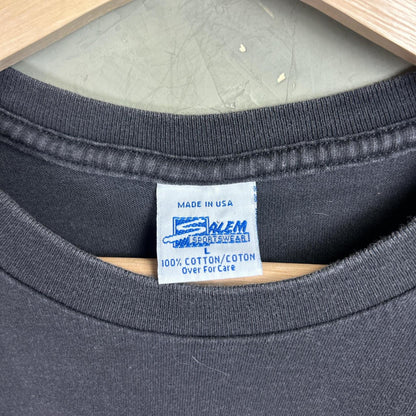 MADE IN USA
SALEM
SPORTSWEAR
L
100% COTTON/COTON
Over For Care